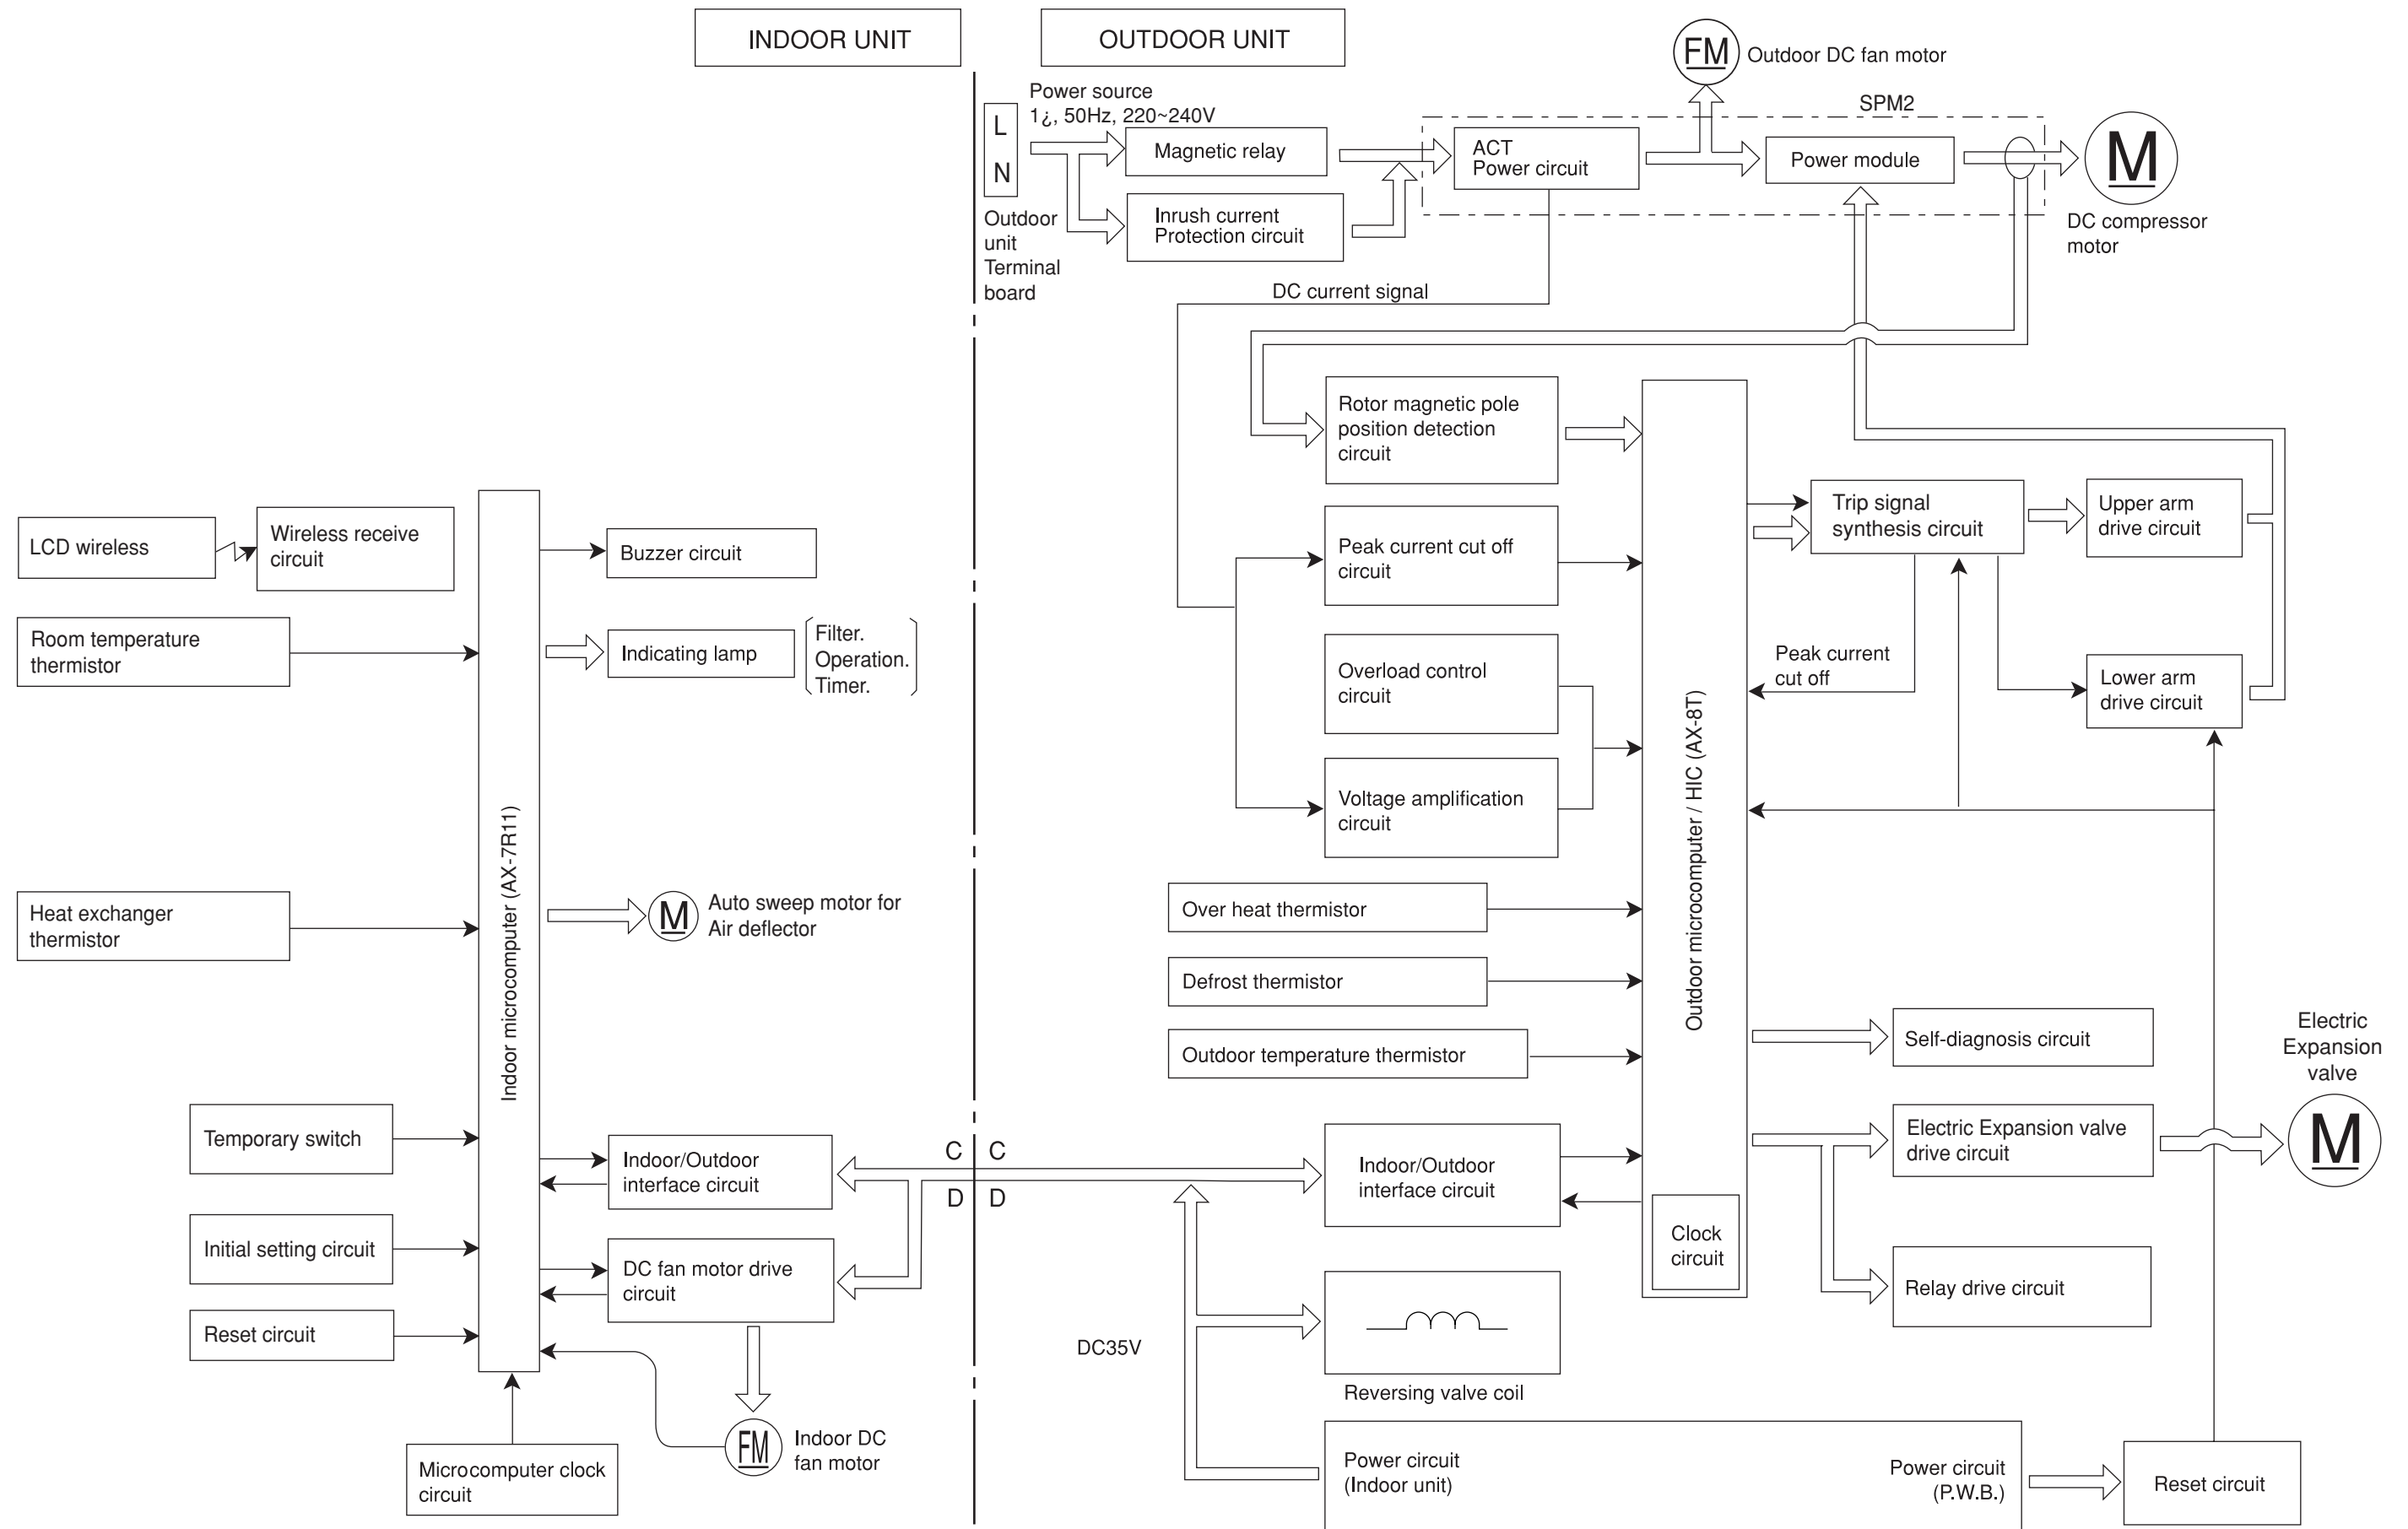 INDOOR UNIT
OUTDOOR UNIT
FM
Outdoor DC fan motor
Power source
1¿, 50Hz, 220~240V
SPM2
L
N
Magnetic relay
ACT
Power circuit
Power module
M
Outdoor
unit
Terminal
board
Inrush current
Protection circuit
DC compressor
motor
DC current signal
Rotor magnetic pole
position detection
circuit
LCD wireless
Wireless receive
circuit
Buzzer circuit
Peak current cut off
circuit
Trip signal
synthesis circuit
Upper arm
drive circuit
Room temperature
thermistor
Indicating lamp
Filter.
Operation.
Timer.
Overload control
circuit
Peak current
cut off
Lower arm
drive circuit
Voltage amplification
circuit
Indoor microcomputer (AX-7R11)
Outdoor microcomputer / HIC (AX-8T)
Heat exchanger
thermistor
M
Auto sweep motor for
Air deflector
Over heat thermistor
Defrost thermistor
Outdoor temperature thermistor
Self-diagnosis circuit
Electric
Expansion
valve
M
Temporary switch
Indoor/Outdoor
interface circuit
C C
D D
Indoor/Outdoor
interface circuit
Electric Expansion valve
drive circuit
Clock
circuit
Initial setting circuit
DC fan motor drive
circuit
Relay drive circuit
Reset circuit
DC35V
Reversing valve coil
Microcomputer clock
circuit
FM
Indoor DC
fan motor
Power circuit
(Indoor unit)
Power circuit
(P.W.B.)
Reset circuit